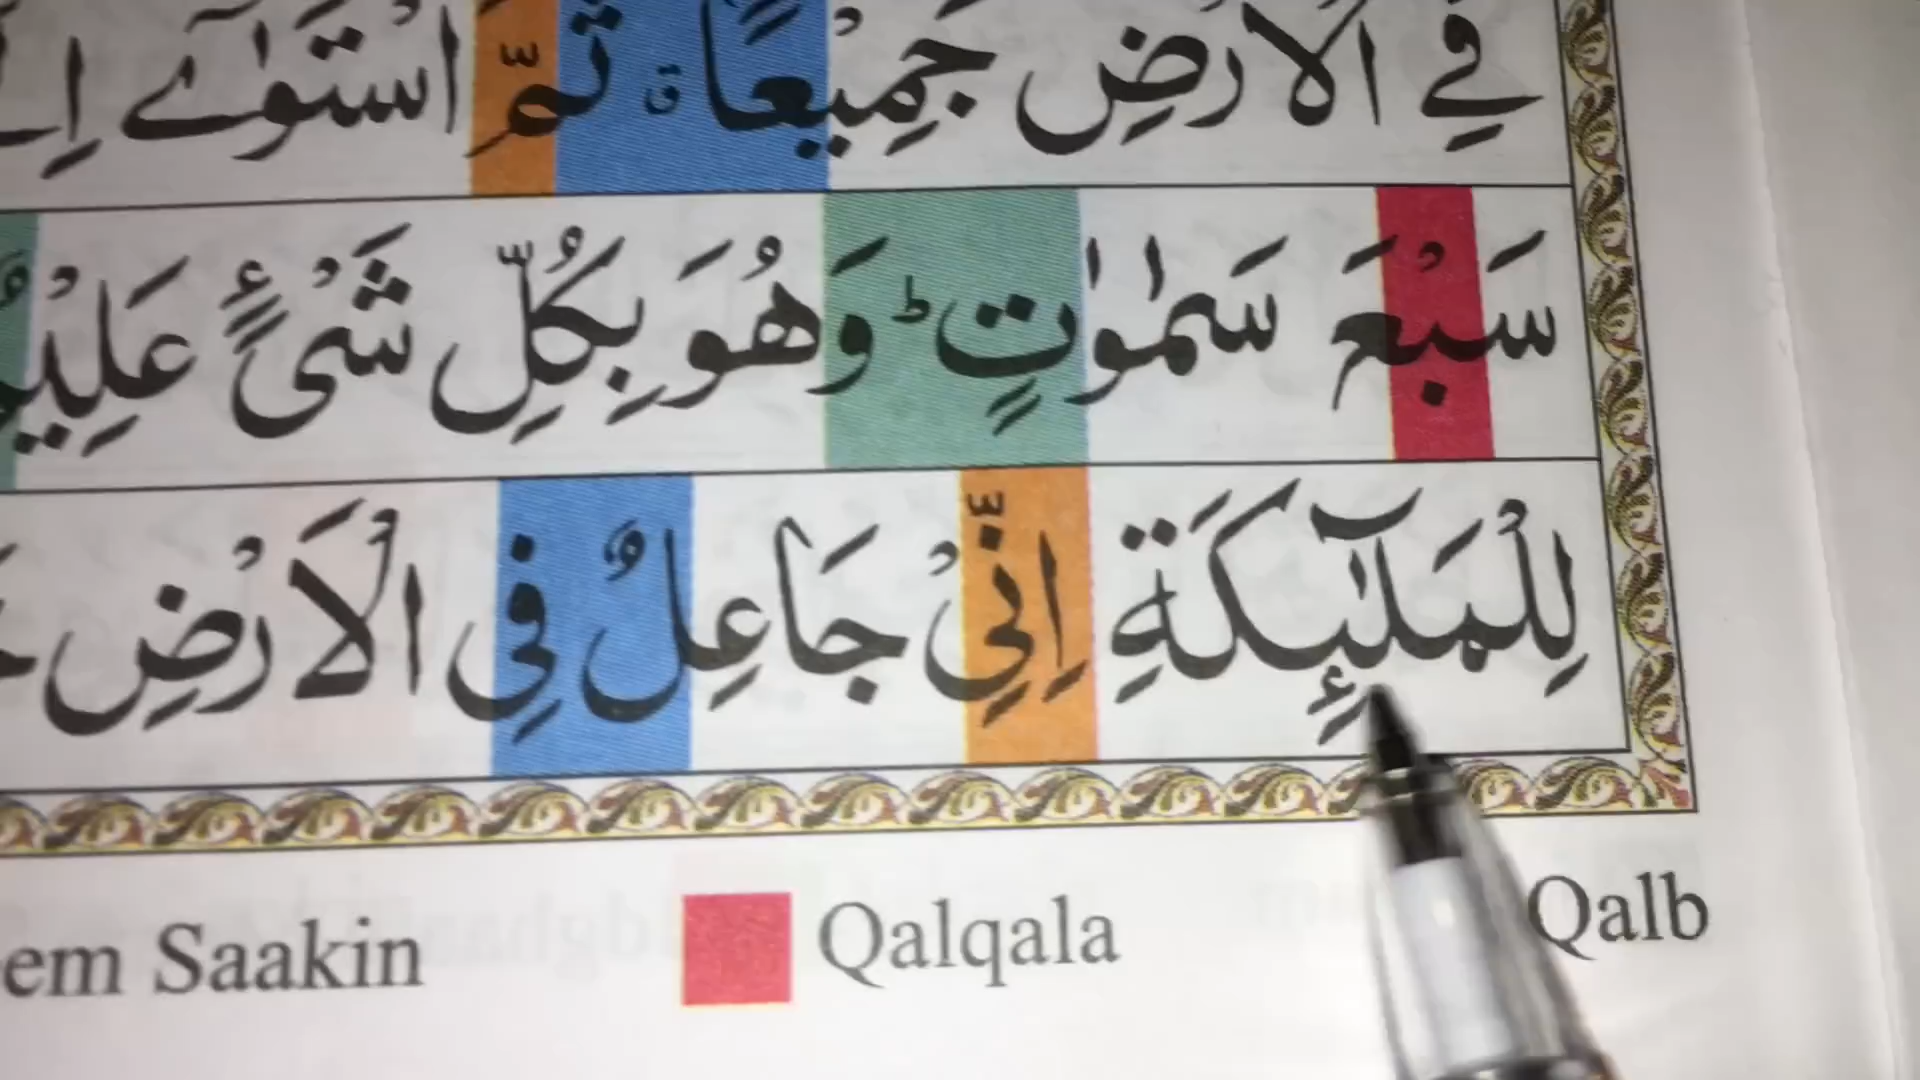 فِي الْاَرْضِ جَمِيْعًا ۗ ثُمَّ اسْتَوٰٓى
سَبْعَ سَمٰوٰتٍ ؕ وَهُوَ بِكُلِّ شَىْءٍ
لِلْمَلٰٓئِكَةِ اِنِّىْ جَاعِلٌ فِى الْاَرْضِ
em Saakin Qalqala Qalb